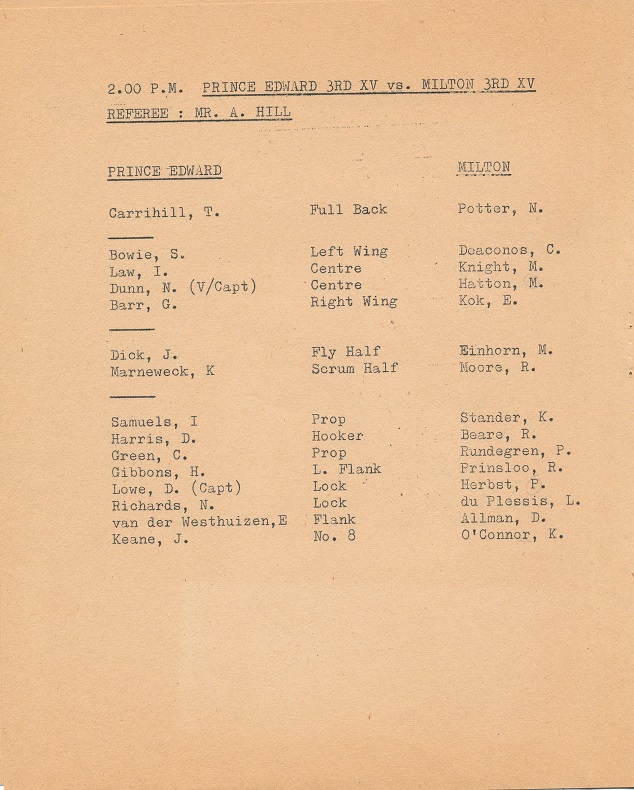 2.00 P.M. PRINCE EDWARD 3RD XV vs. MILTON 3RD XV
REFEREE : MR. A. HILL
PRINCE EDWARD MILTON
Carrihill, T. Full Back Potter, N.
Bowie, S. Left Wing Deaconos, C.
Law, I. Centre Knight, M.
Dunn, N. (V/Capt) Centre Hatton, M.
Barr, G. Right Wing Kok, E.
Dick, J. Fly Half Einhorn, M.
Marneweck, K Scrum Half Moore, R.
Samuels, I Prop Stander, K.
Harris, D. Hooker Beare, R.
Green, C. Prop Rundegren, P.
Gibbons, H. L. Flank Prinsloo, R.
Lowe, D. (Capt) Lock Herbst, P.
Richards, N. Lock du Plessis, L.
van der Westhuizen,E Flank Allman, D.
Keane, J. No. 8 O'Connor, K.